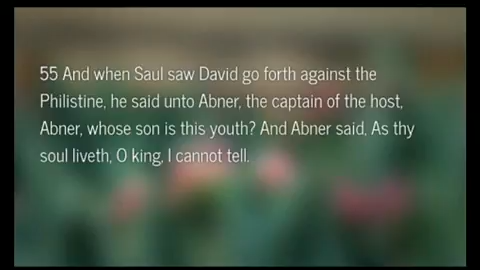 55 And when Saul saw David go forth against the
Philistine, he said unto Abner, the captain of the host,
Abner, whose son is this youth? And Abner said, As thy
soul liveth, O king, I cannot tell.